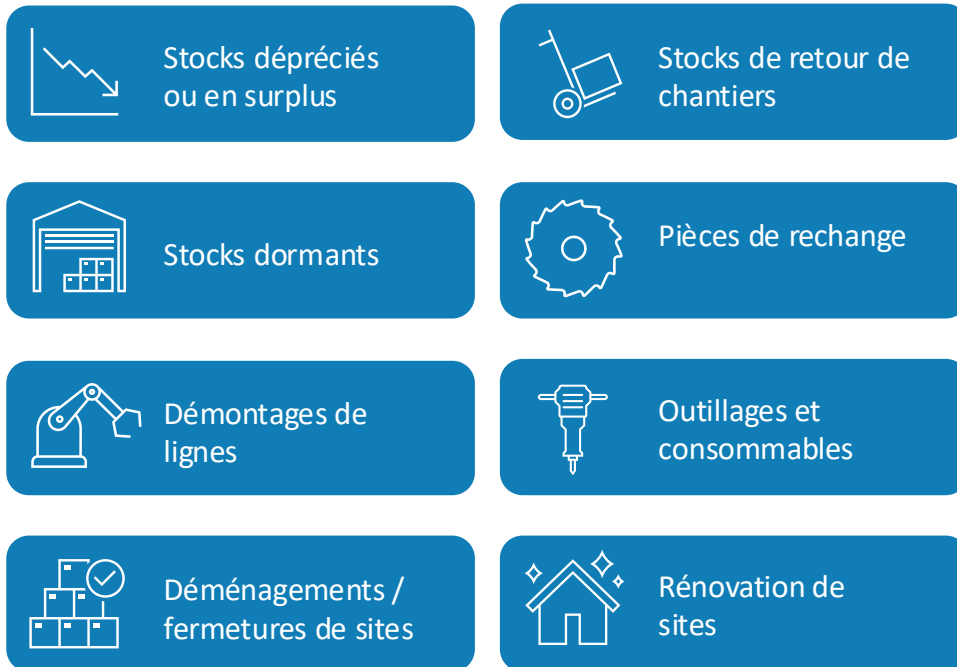 Stocks dépréciés
ou en surplus
Stocks de retour de
chantiers
Stocks dormants
Pièces de rechange
Démontages de
lignes
Outillages et
consommables
Déménagements /
fermetures de sites
Rénovation de
sites